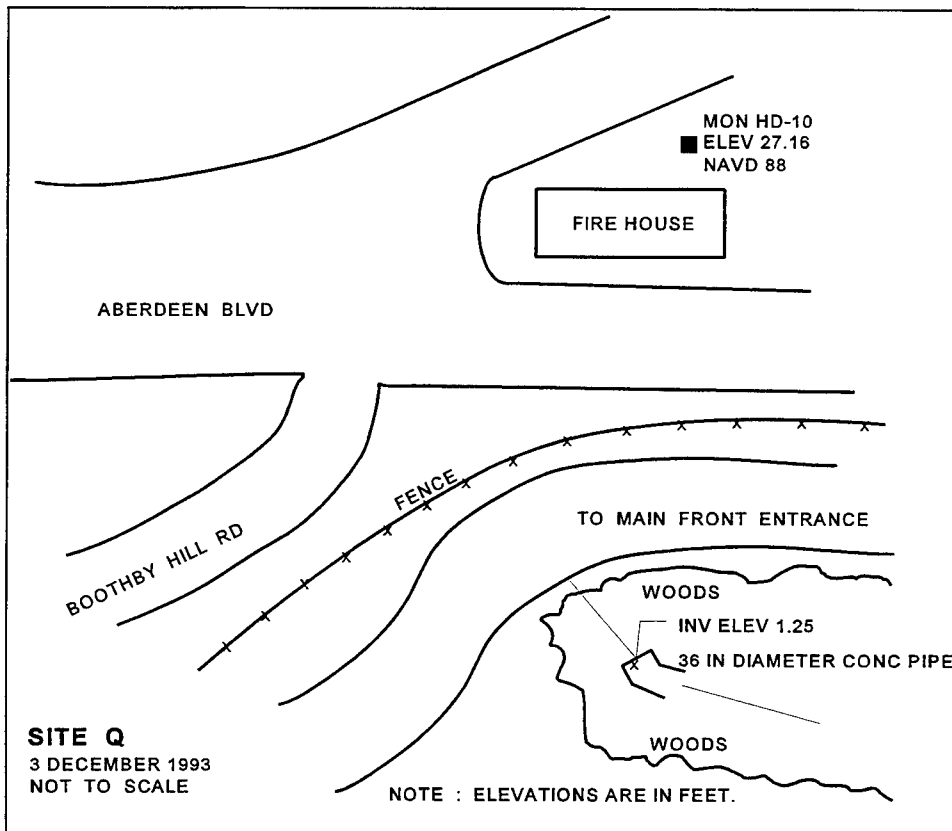 MON HD-10
ELEV 27.16
NAVD 88
FIRE HOUSE
ABERDEEN BLVD
FENCE
BOOTHBY HILL RD
TO MAIN FRONT ENTRANCE
WOODS
INV ELEV 1.25
36 IN DIAMETER CONC PIPE
WOODS
SITE Q
3 DECEMBER 1993
NOT TO SCALE
NOTE : ELEVATIONS ARE IN FEET.